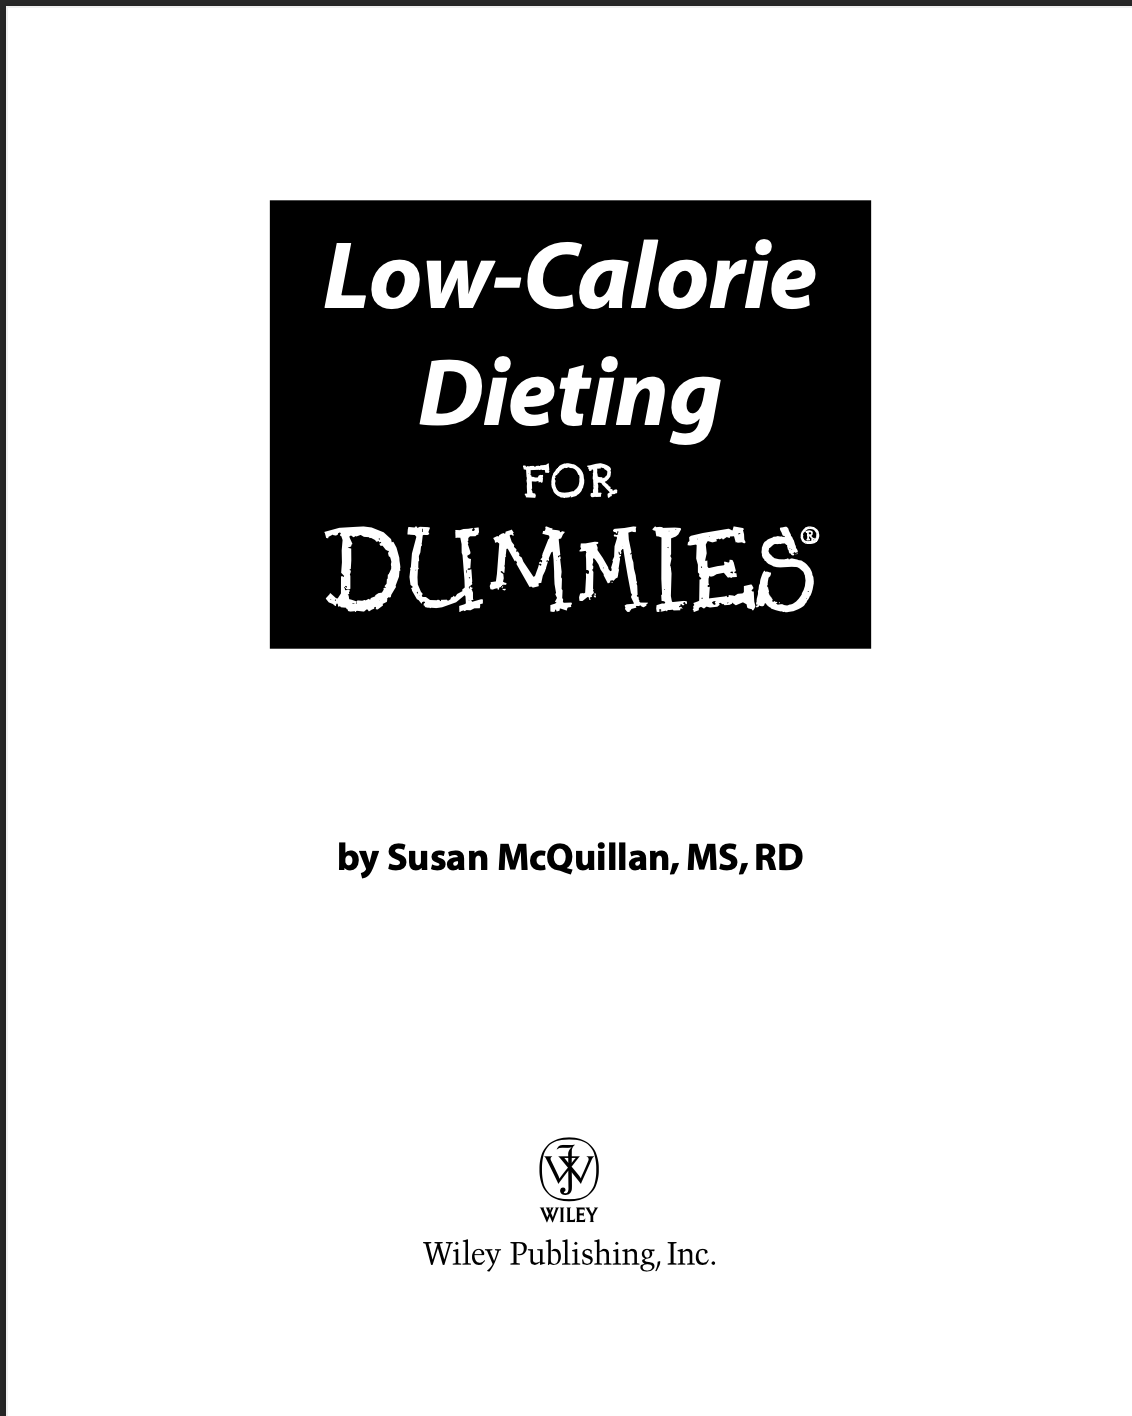 Low-Calorie
Dieting
FOR
DUMMIES®
by Susan McQuillan, MS, RD
WILEY
Wiley Publishing, Inc.